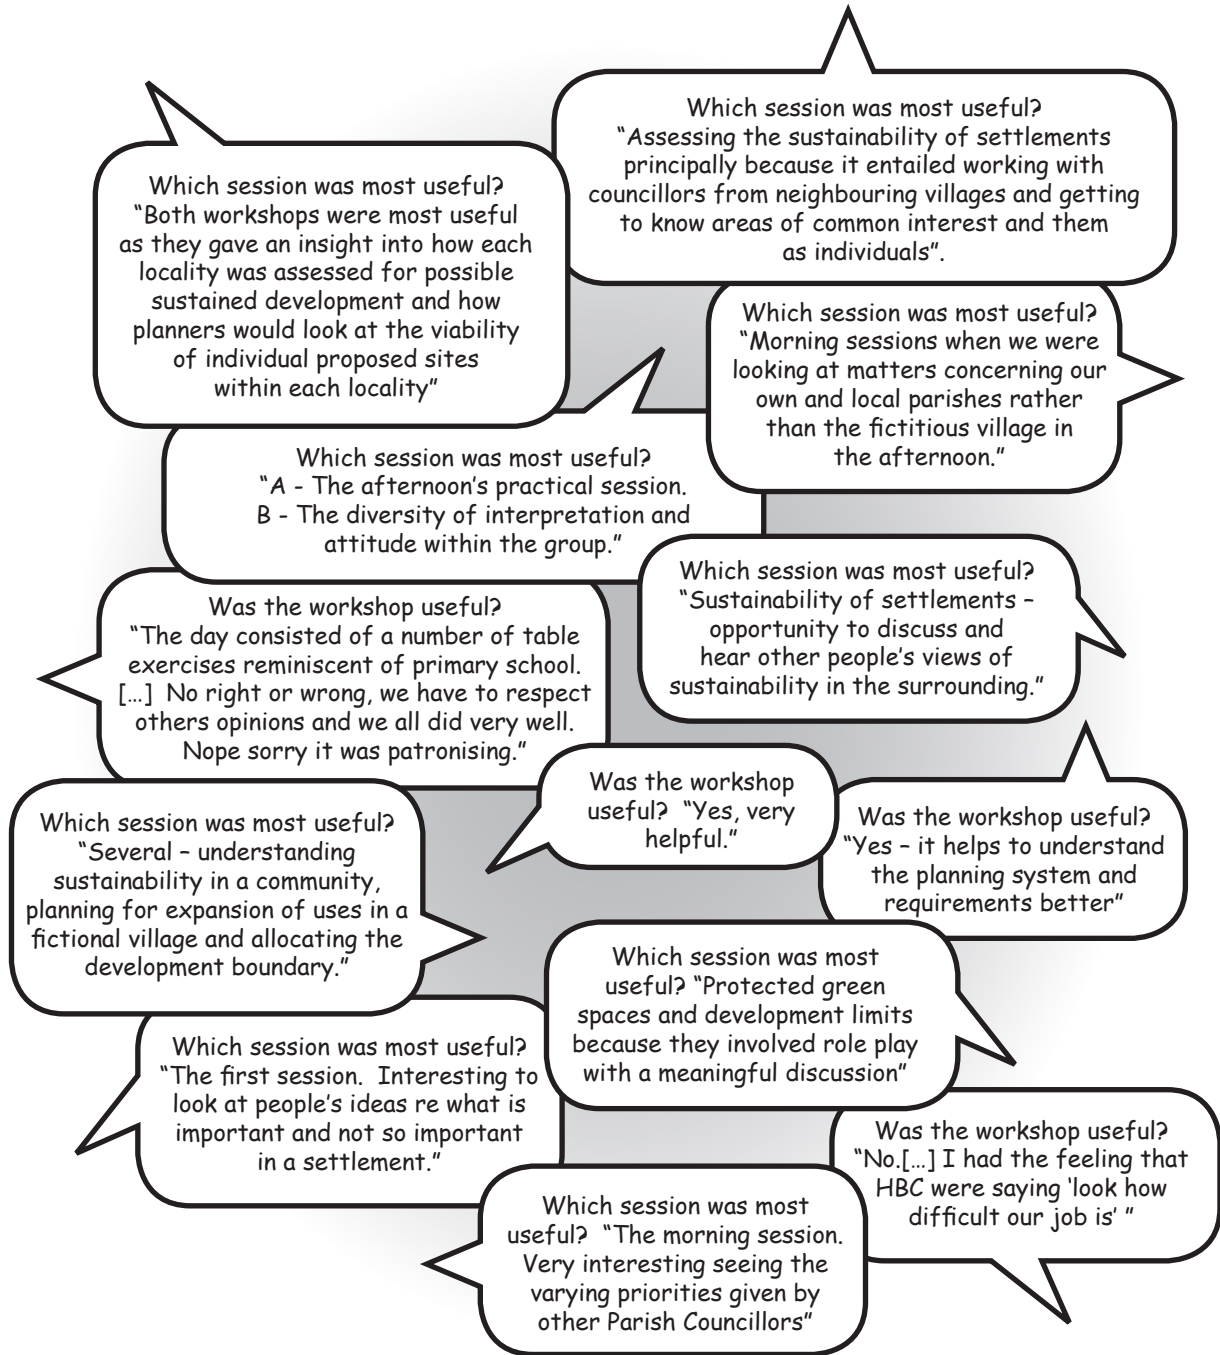 Which session was most useful?
“Assessing the sustainability of settlements
principally because it entailed working with
councillors from neighbouring villages and getting
to know areas of common interest and them
as individuals”.
Which session was most useful?
“Both workshops were most useful
as they gave an insight into how each
locality was assessed for possible
sustained development and how
planners would look at the viability
of individual proposed sites
within each locality”
Which session was most useful?
“Morning sessions when we were
looking at matters concerning our
own and local parishes rather
than the fictitious village in
the afternoon.”
Which session was most useful?
“A - The afternoon’s practical session.
B - The diversity of interpretation and
attitude within the group.”
Which session was most useful?
“Sustainability of settlements –
opportunity to discuss and
hear other people’s views of
sustainability in the surrounding.”
Was the workshop useful?
“The day consisted of a number of table
exercises reminiscent of primary school.
[…] No right or wrong, we have to respect
others opinions and we all did very well.
Nope sorry it was patronising.”
Was the workshop
useful? “Yes, very
helpful.”
Was the workshop useful?
“Yes – it helps to understand
the planning system and
requirements better”
Which session was most useful?
“Several – understanding
sustainability in a community,
planning for expansion of uses in a
fictional village and allocating the
development boundary.”
Which session was most
useful? “Protected green
spaces and development limits
because they involved role play
with a meaningful discussion”
Which session was most useful?
“The first session. Interesting to
look at people’s ideas re what is
important and not so important
in a settlement.”
Was the workshop useful?
“No.[…] I had the feeling that
HBC were saying ‘look how
difficult our job is’ ”
Which session was most
useful? “The morning session.
Very interesting seeing the
varying priorities given by
other Parish Councillors”